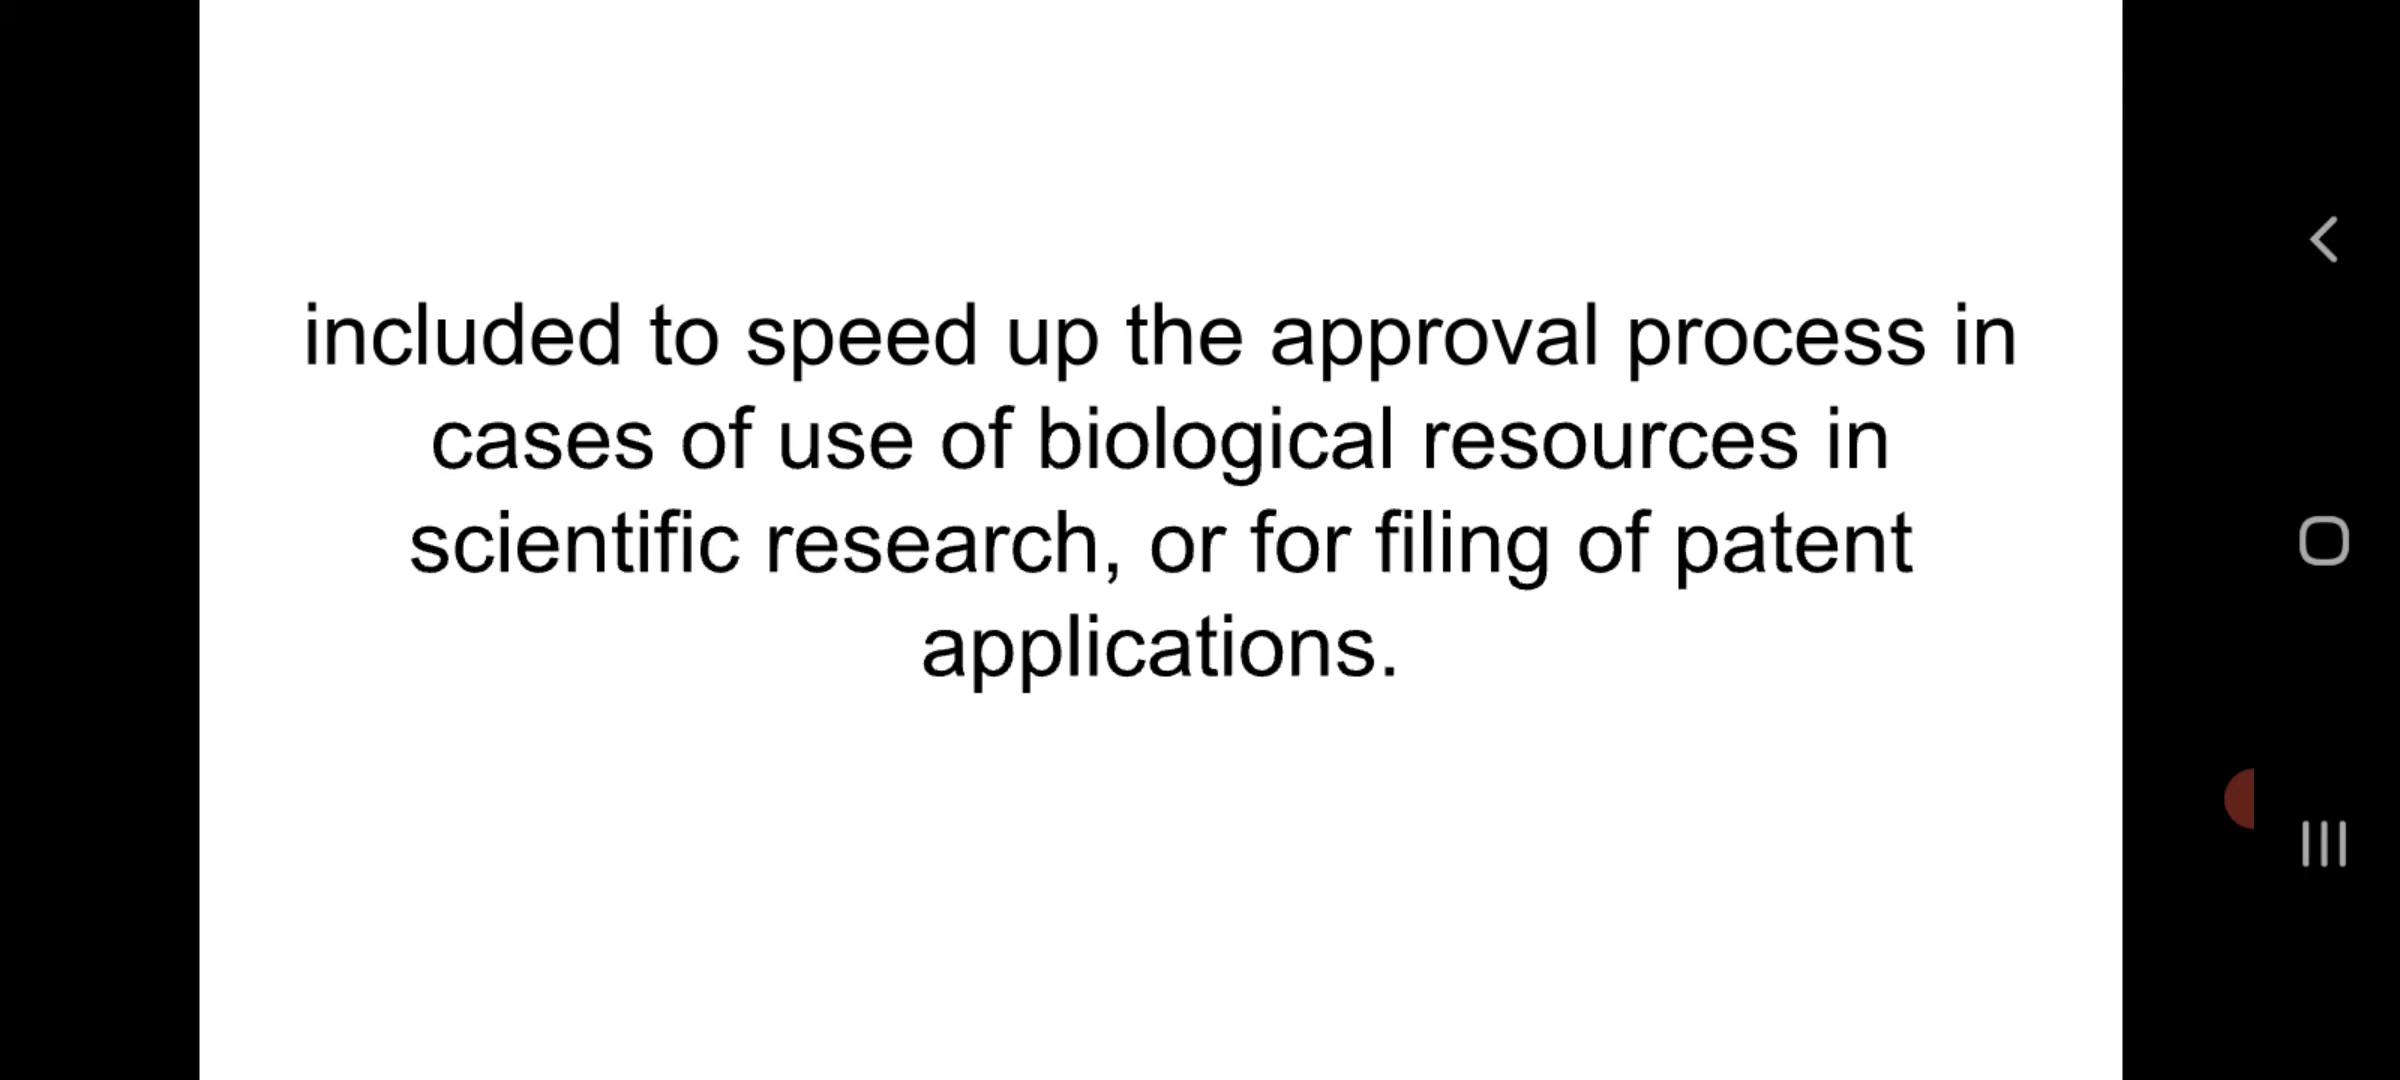 included to speed up the approval process in
cases of use of biological resources in
scientific research, or for filing of patent
applications.